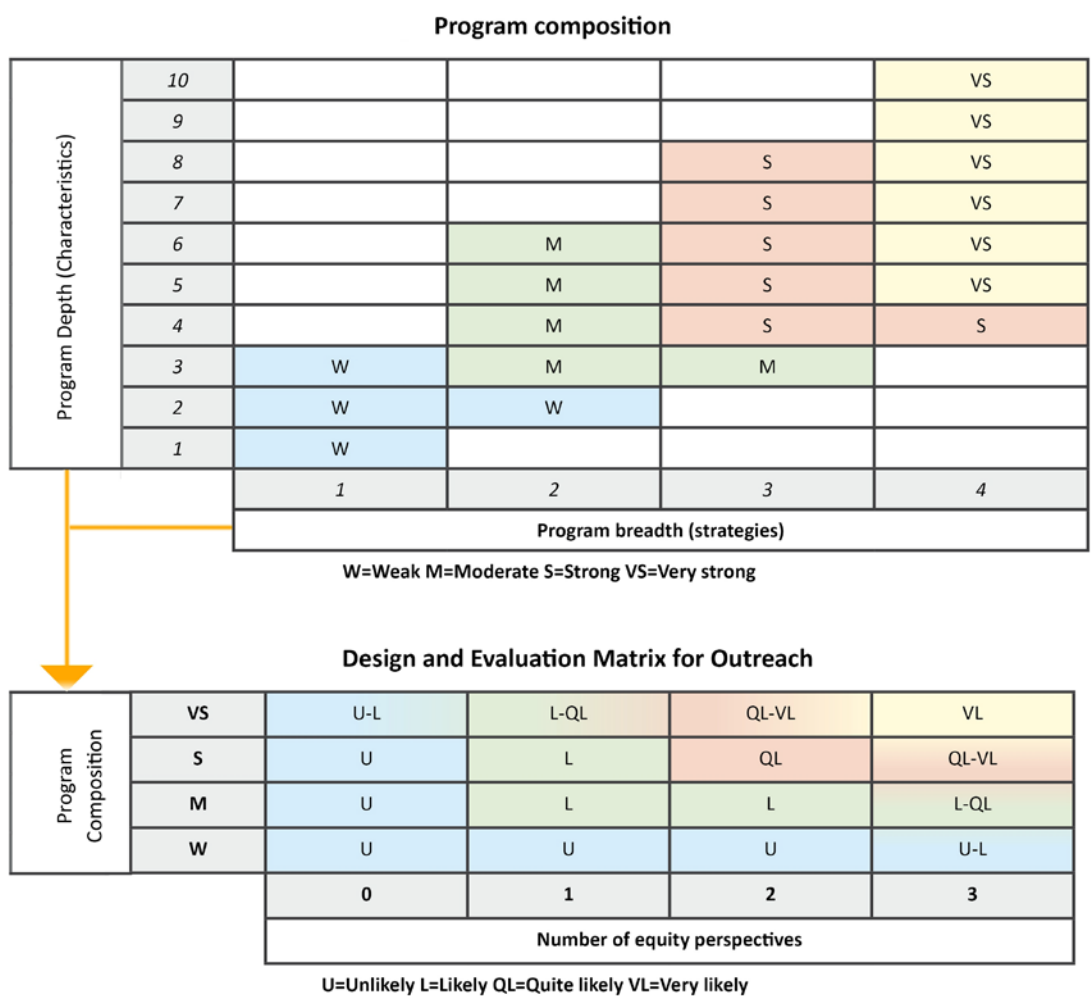 Program composition
Program Depth (Characteristics)
10 VS
9 VS
8 S VS
7 S VS
6 M S VS
5 M S VS
4 M S S
3 W M M
2 W W
1 W
1 2 3 4
Program breadth (strategies)
W=Weak M=Moderate S=Strong VS=Very strong
Design and Evaluation Matrix for Outreach
Program
Composition
VS U-L L-QL QL-VL VL
S U L QL QL-VL
M U L L L-QL
W U U U U-L
0 1 2 3
Number of equity perspectives
U=Unlikely L=Likely QL=Quite likely VL=Very likely